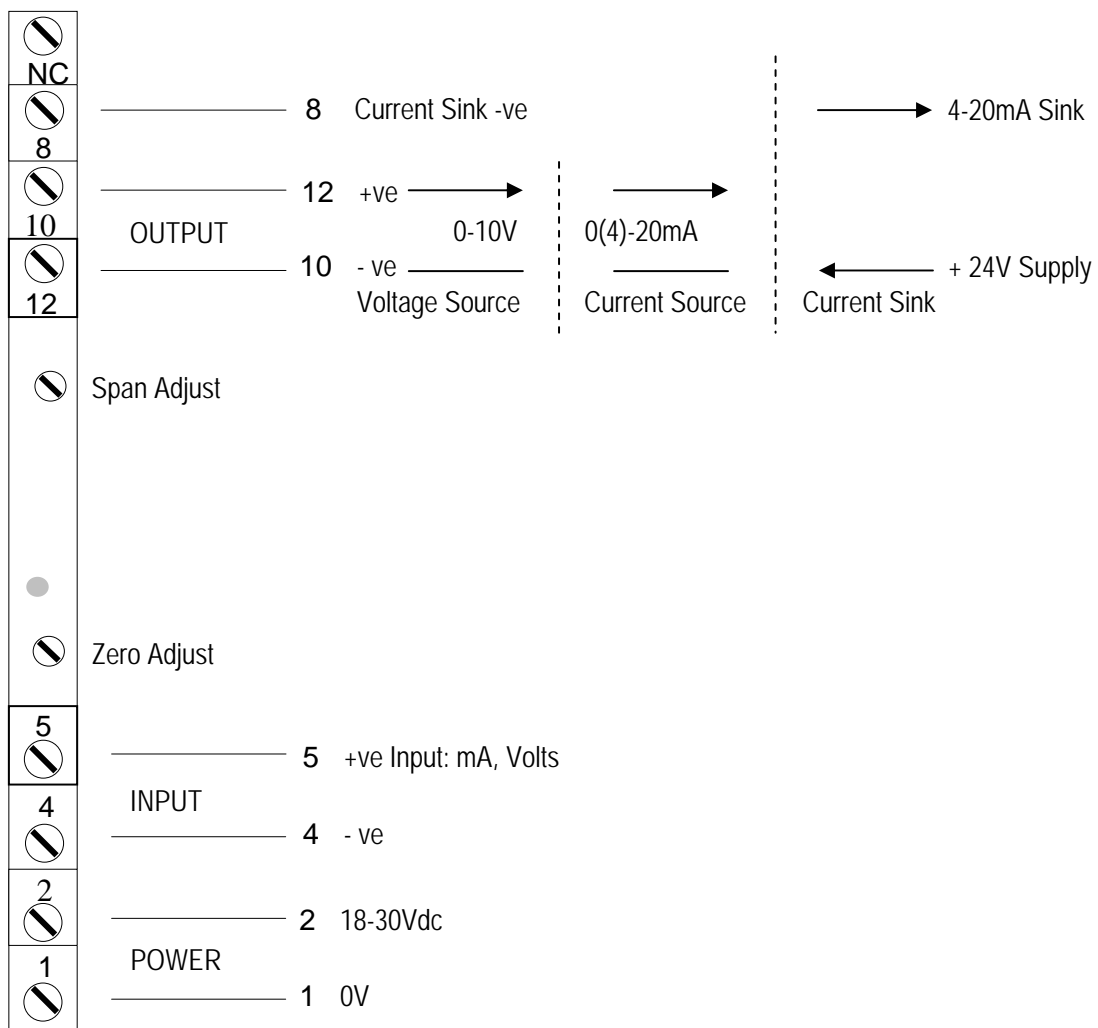 NC
8 Current Sink -ve 4-20mA Sink
8
12 +ve
10 OUTPUT 0-10V 0(4)-20mA
10 - ve + 24V Supply
12 Voltage Source Current Source Current Sink
Span Adjust
Zero Adjust
5
5 +ve Input: mA, Volts
INPUT
4
4 - ve
2
2 18-30Vdc
POWER
1
1 0V